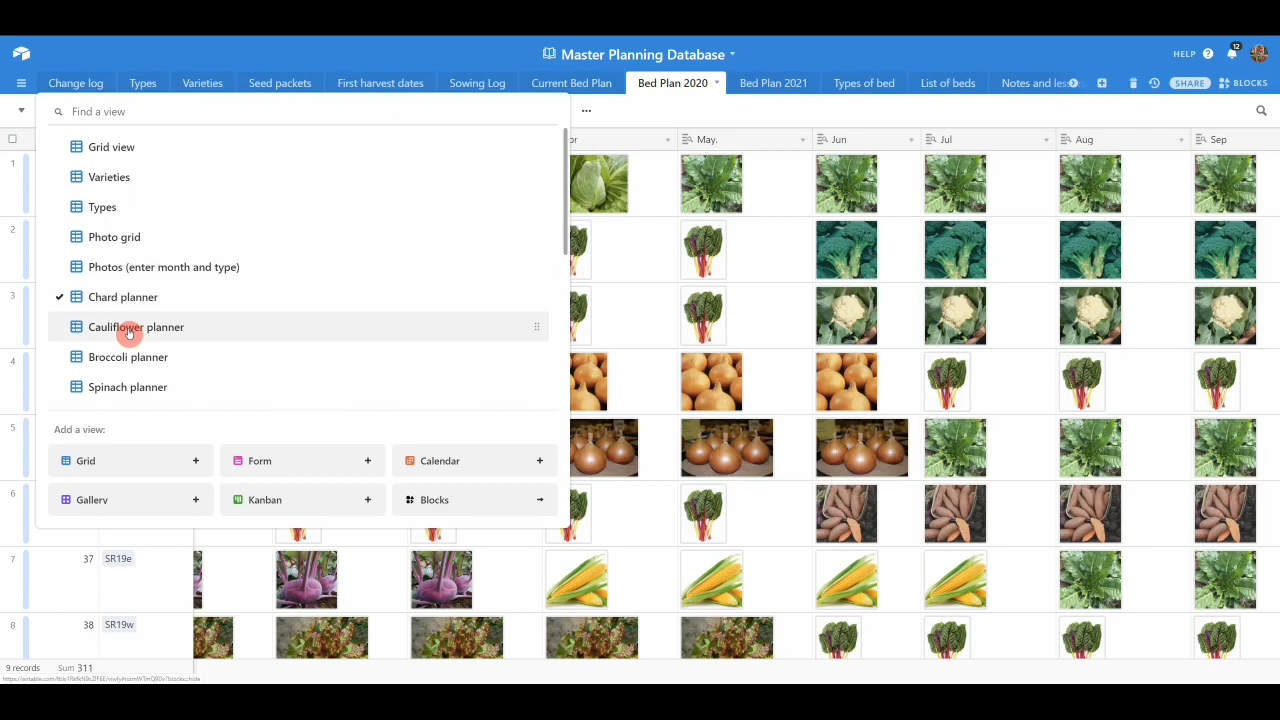 Master Planning Database
HELP
12
Change log
Types
Varieties
Seed packets
First harvest dates
Sowing Log
Current Bed Plan
Bed Plan 2020
Bed Plan 2021
Types of bed
List of beds
Notes and les
SHARE
BLOCKS
Find a view
May.
Jun
Jul
Aug
Sep
Grid view
Varieties
Types
Photo grid
Photos (enter month and type)
Chard planner
Cauliflower planner
Broccoli planner
Spinach planner
Add a view:
Grid
Form
Calendar
Gallery
Kanban
Blocks
1
2
3
4
5
6
7 37 SR19e
8 38 SR19w
9 records Sum 311